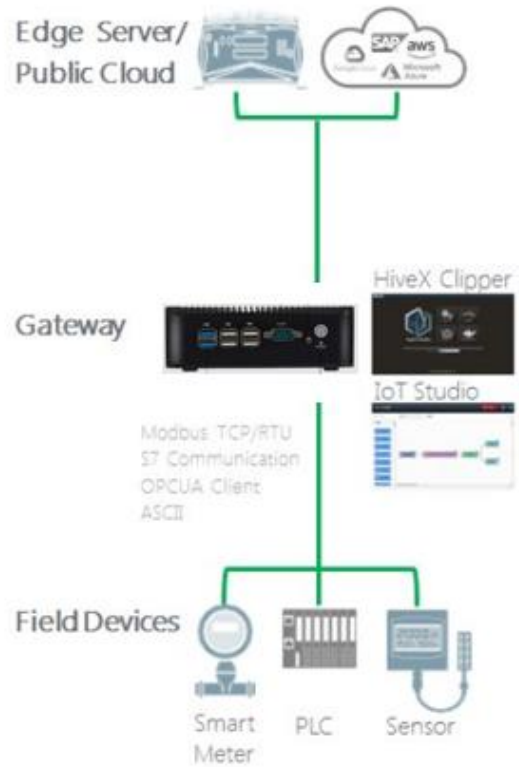 Edge Server/
Public Cloud
SAP aws
Microsoft
Azure
HiveX Clipper
Gateway
IoT Studio
Modbus TCP/RTU
S7 Communication
OPCUA Client
ASCII
Field Devices
Smart
Meter
PLC
Sensor